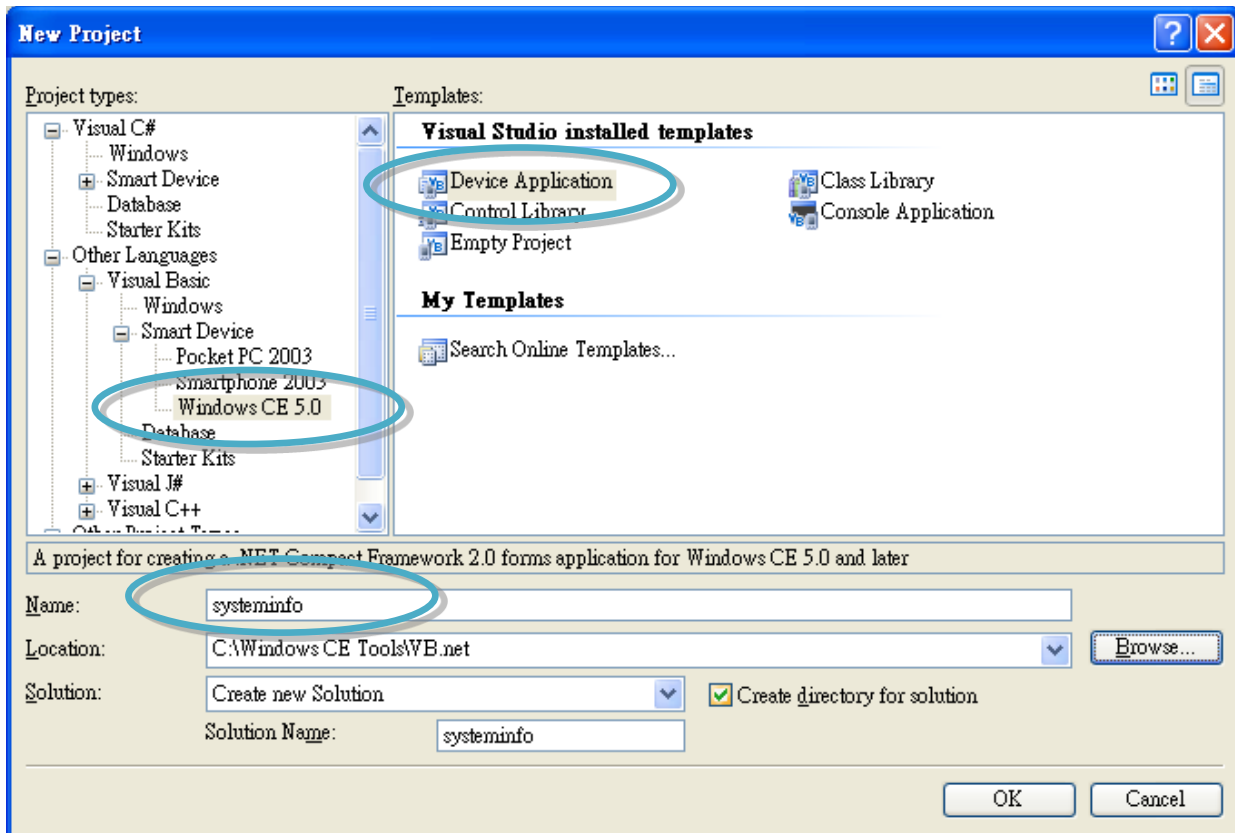 New Project
Project types:
Templates:
Visual C#
Windows
Smart Device
Database
Starter Kits
Other Languages
Visual Basic
Windows
Smart Device
Pocket PC 2003
Smartphone 2003
Windows CE 5.0
Database
Starter Kits
Visual J#
Visual C++
Other Project Types
Visual Studio installed templates
Device Application
Class Library
Control Library
Console Application
Empty Project
My Templates
Search Online Templates...
A project for creating a .NET Compact Framework 2.0 forms application for Windows CE 5.0 and later
Name: systeminfo
Location: C:\Windows CE Tools\VB.net Browse...
Solution: Create new Solution Create directory for solution
Solution Name: systeminfo
OK Cancel